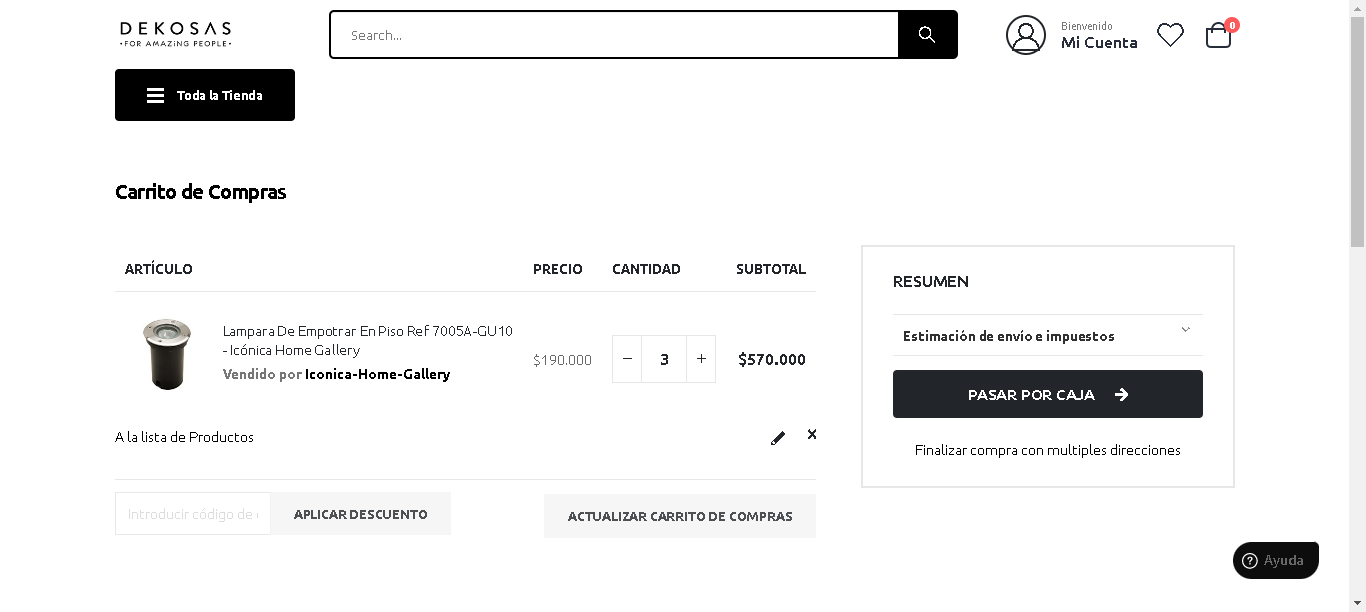 DEKOSAS
•FOR AMAZING PEOPLE•
Search...
Bienvenido
Mi Cuenta
0
Toda la Tienda
Carrito de Compras
ARTÍCULO PRECIO CANTIDAD SUBTOTAL
Lampara De Empotrar En Piso Ref 7005A-GU10
- Icónica Home Gallery
Vendido por Iconica-Home-Gallery
$190.000
− 3 +
$570.000
A la lista de Productos
Introducir código de
APLICAR DESCUENTO
ACTUALIZAR CARRITO DE COMPRAS
RESUMEN
Estimación de envío e impuestos
PASAR POR CAJA
Finalizar compra con multiples direcciones
Ayuda